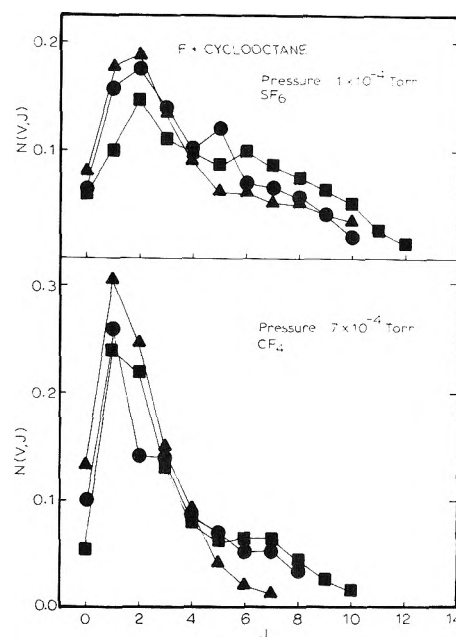 F + CYCLOOCTANE
Pressure 1×10⁻⁴ Torr
SF₆
0.2
0.1
N(V,J)
Pressure 7×10⁻⁴ Torr
CF₄
0.3
0.2
0.1
0.0
N(V,J)
0 2 4 6 8 10 12 14
J